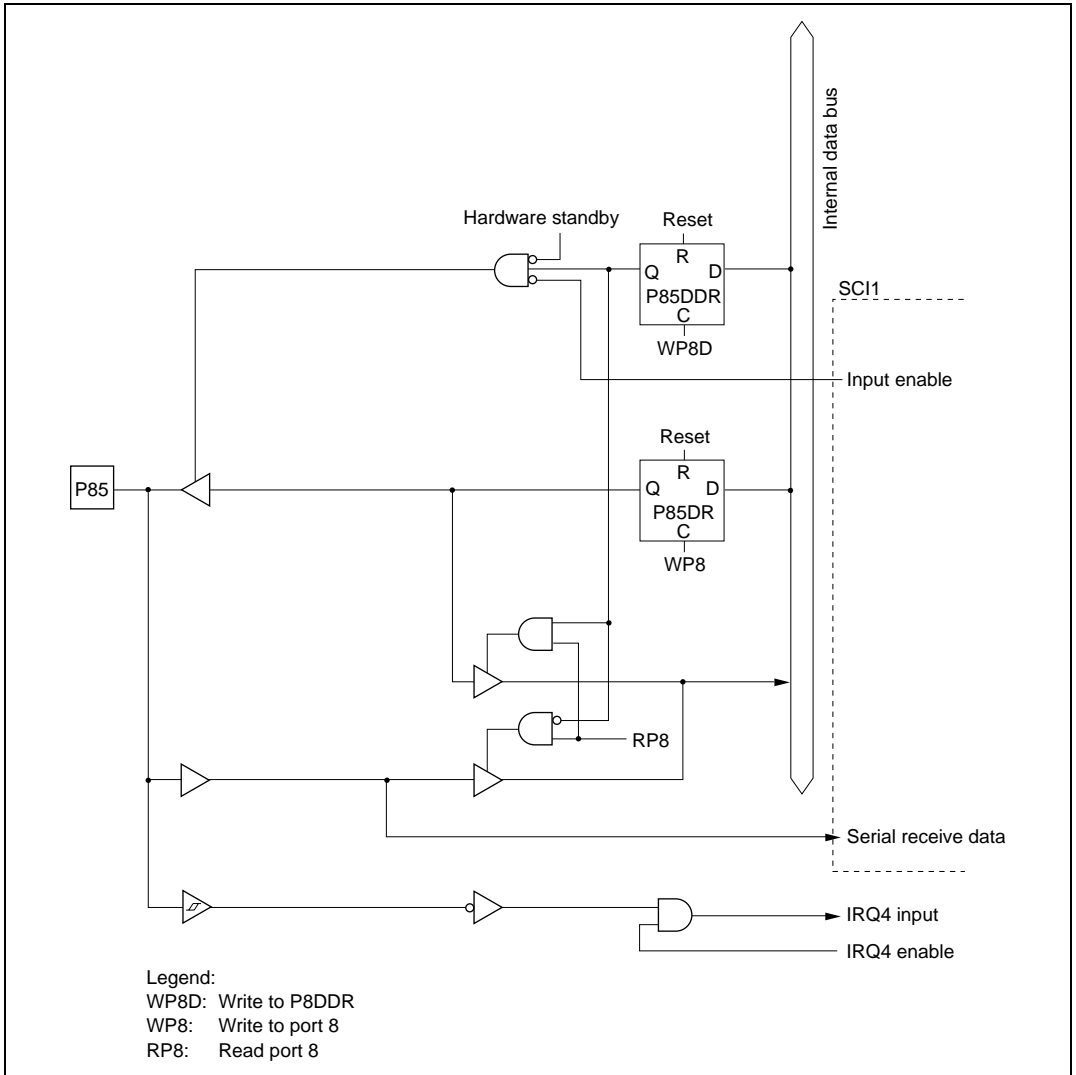 Internal data bus
Hardware standby
Reset
R
Q D
P85DDR
C
WP8D
SCI1
Input enable
Reset
R
Q D
P85DR
C
WP8
P85
RP8
Serial receive data
IRQ4 input
IRQ4 enable
Legend:
WP8D: Write to P8DDR
WP8: Write to port 8
RP8: Read port 8